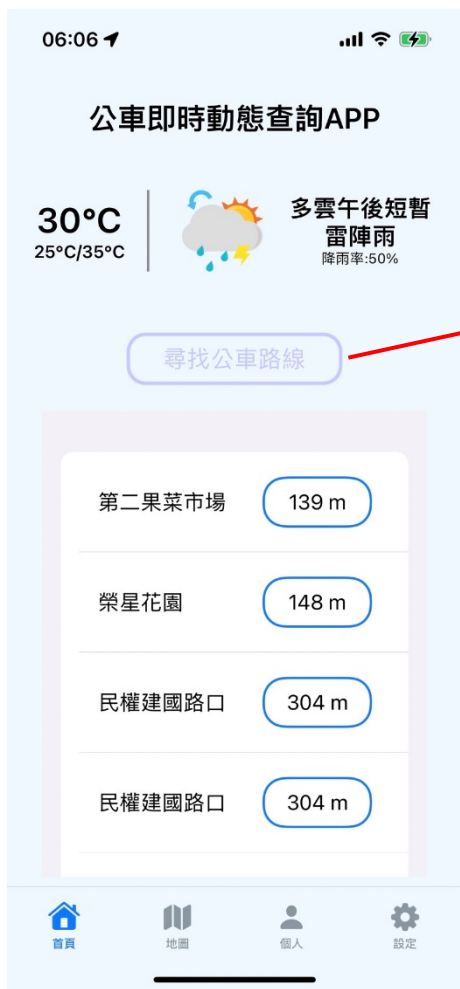 06:06
公車即時動態查詢APP
30°C
25°C/35°C
多雲午後短暫
雷陣雨
降雨率:50%
尋找公車路線
第二果菜市場 139 m
榮星花園 148 m
民權建國路口 304 m
民權建國路口 304 m
首頁 地圖 個人 設定